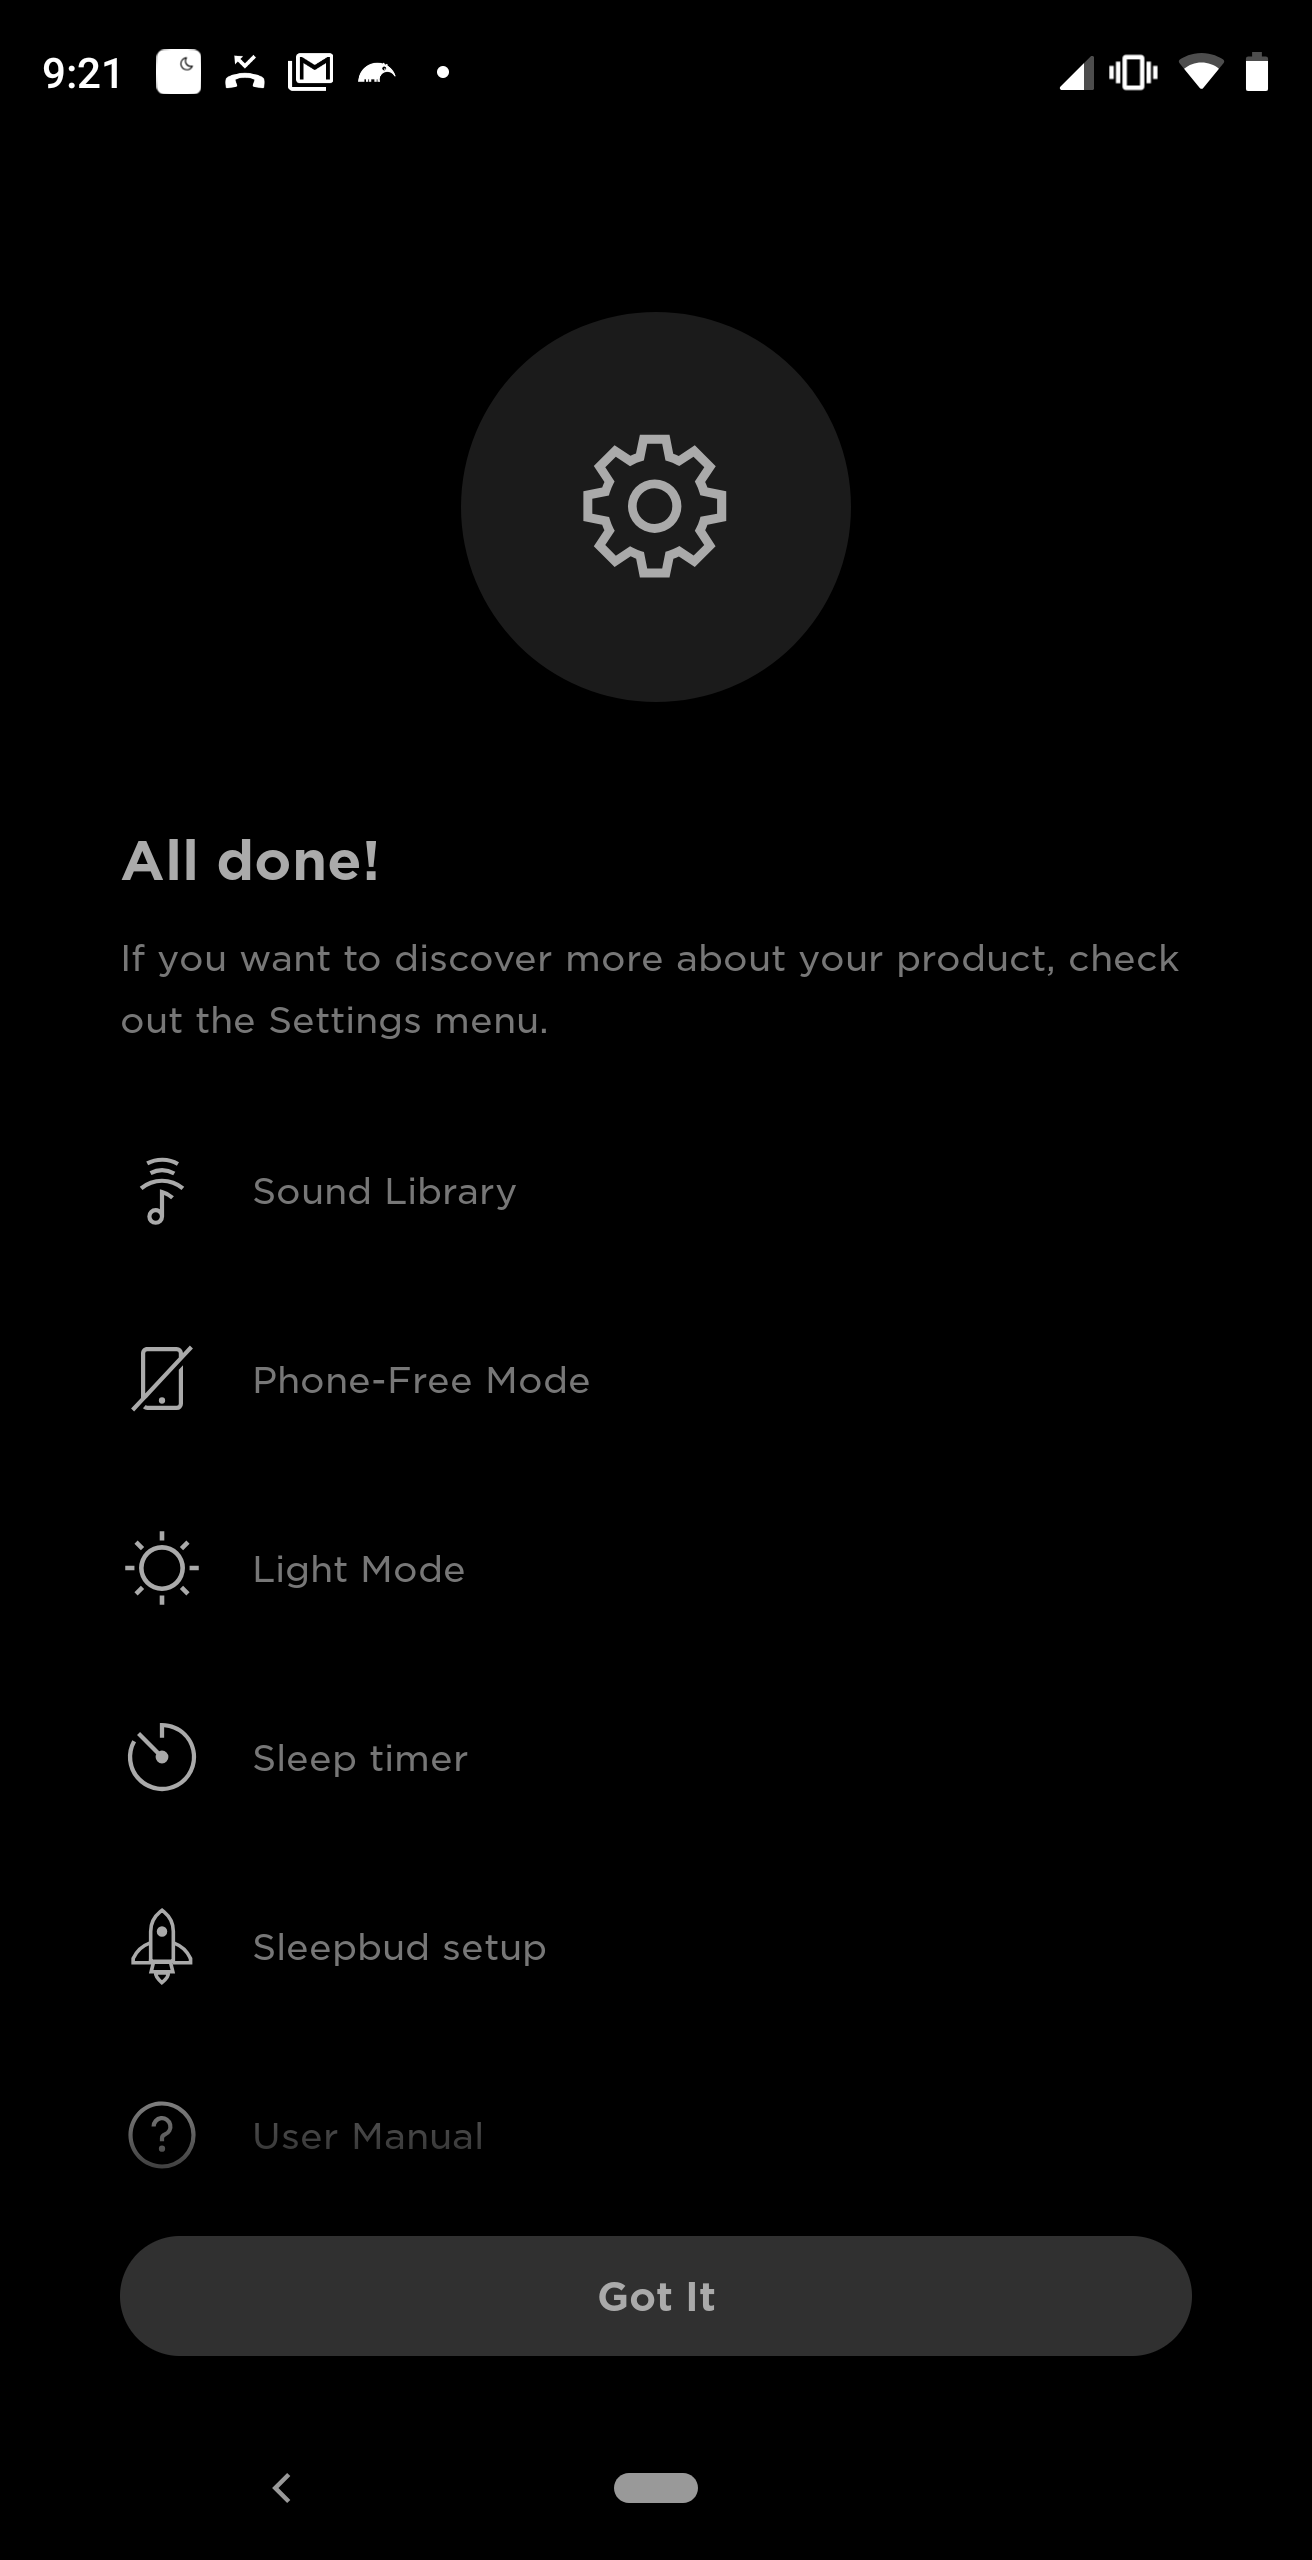 9:21
All done!
If you want to discover more about your product, check
out the Settings menu.
Sound Library
Phone-Free Mode
Light Mode
Sleep timer
Sleepbud setup
User Manual
Got It